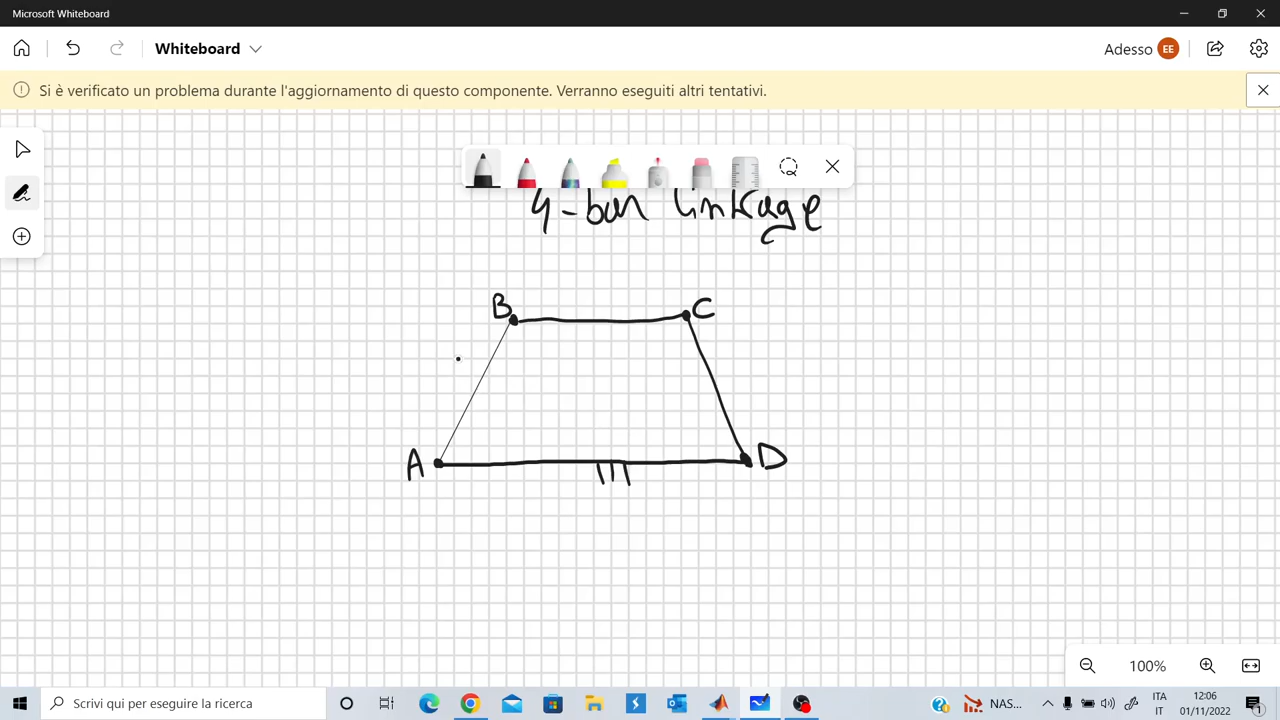 Microsoft Whiteboard
Whiteboard
Adesso EE
Si è verificato un problema durante l'aggiornamento di questo componente. Verranno eseguiti altri tentativi.
4-bar linkage
B C
A D
100%
Scrivi qui per eseguire la ricerca
NAS...
ITA
IT
12:06
01/11/2022
1